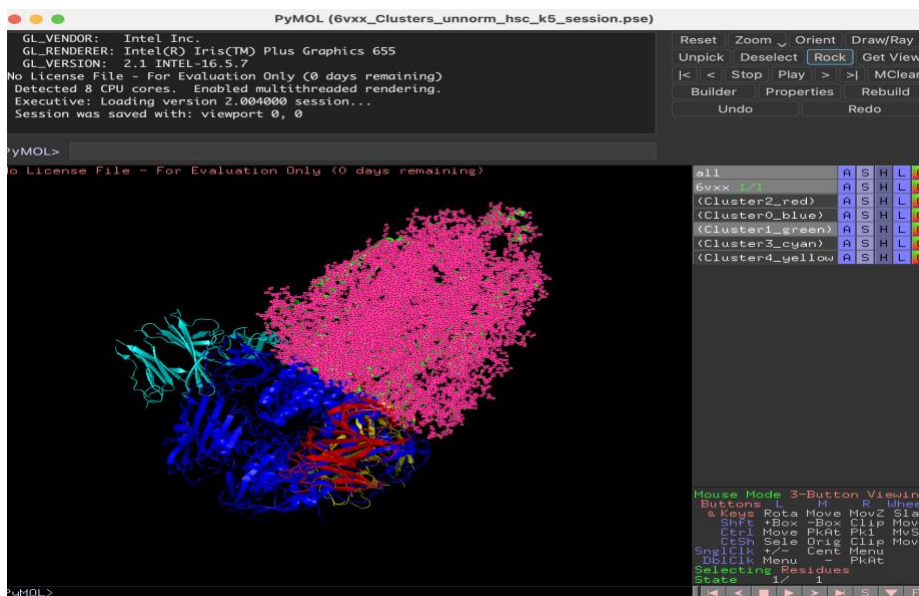 PyMOL (6vxx_Clusters_unnorm_hsc_k5_session.pse)
GL_VENDOR: Intel Inc.
GL_RENDERER: Intel(R) Iris(TM) Plus Graphics 655
GL_VERSION: 2.1 INTEL-16.5.7
No License File - For Evaluation Only (0 days remaining)
Detected 8 CPU cores. Enabled multithreaded rendering.
Executive: Loading version 2.004000 session...
Session was saved with: viewport 0, 0
PyMOL>
Reset Zoom Orient Draw/Ray
Unpick Deselect Rock Get View
|< < Stop Play > >| MClear
Builder Properties Rebuild
Undo Redo
No License File - For Evaluation Only (0 days remaining)
all A S H L
6vxx 1/1 A S H L
(Cluster2_red) A S H L
(Cluster0_blue) A S H L
(Cluster1_green) A S H L
(Cluster3_cyan) A S H L
(Cluster4_yellow A S H L
Mouse Mode 3-Button Viewin
Buttons L M R Whee
& Keys Rota Move MovZ Sla
Shft +Box -Box Clip Mov
Ctrl Move PkAt Pk1 MvS
CtSh Sele Orig Clip Mov
SnglClk +/- Cent Menu
DblClk Menu - PkAt
Selecting Residues
State 1/ 1
PyMOL>
S F